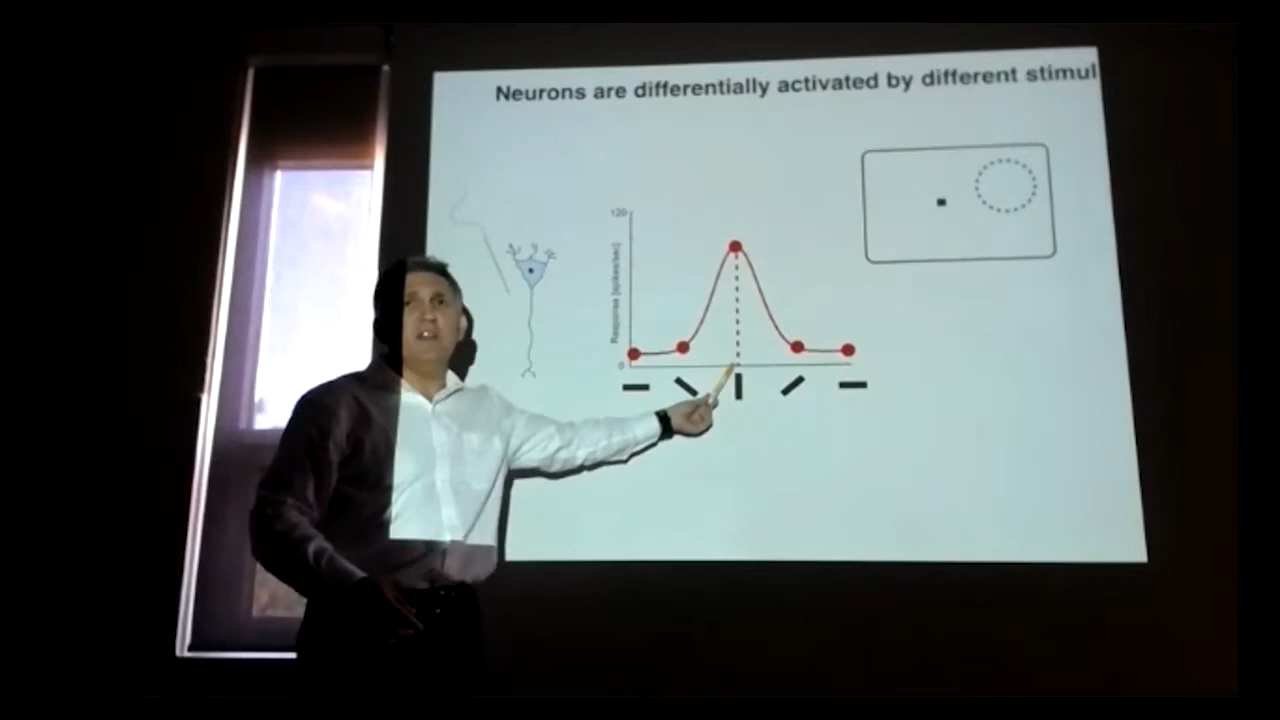 Neurons are differentially activated by different stimul
120
Response [spikes/sec]
0